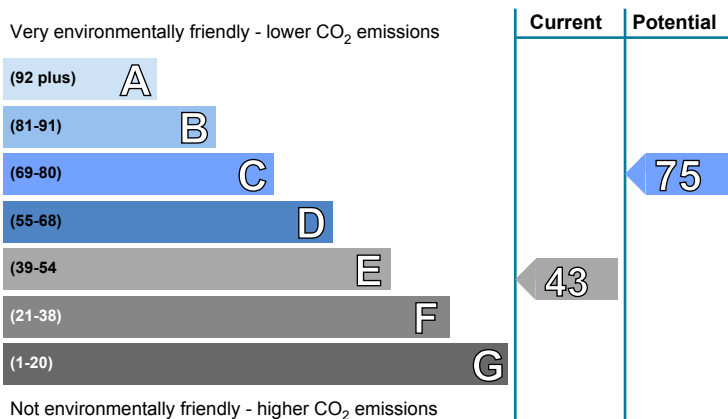 Current Potential
Very environmentally friendly - lower CO2 emissions
(92 plus) A
(81-91) B
(69-80) C 75
(55-68) D
(39-54 E 43
(21-38) F
(1-20) G
Not environmentally friendly - higher CO2 emissions